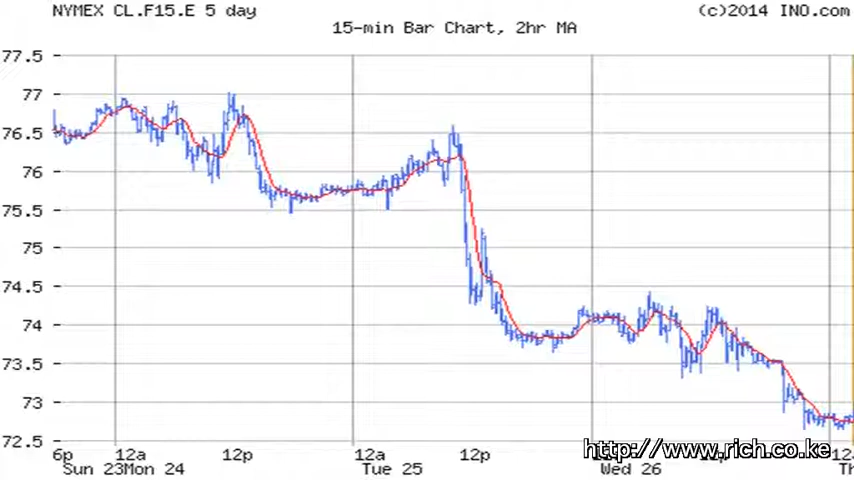 NYMEX CL.F15.E 5 day
(c)2014 INO.com
15-min Bar Chart, 2hr MA
77.5
77
76.5
76
75.5
75
74.5
74
73.5
73
72.5
6p 12a 12p 12a 12p
Sun 23 Mon 24 Tue 25 Wed 26
http://www.rich.co.ke